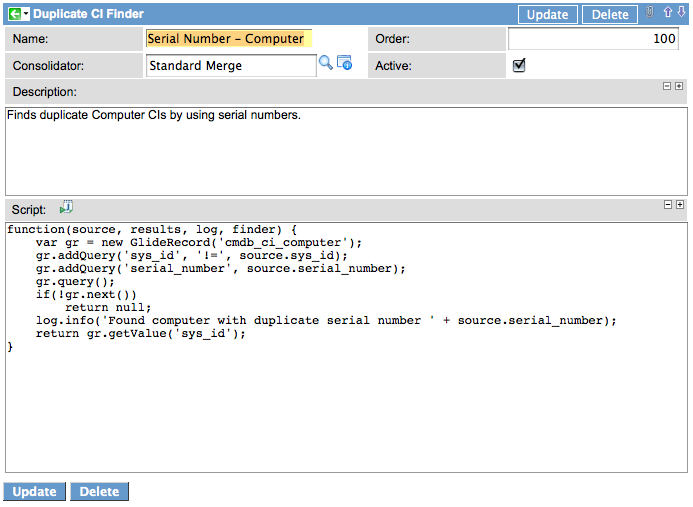 Duplicate CI Finder Update Delete
Name: Serial Number – Computer Order: 100
Consolidator: Standard Merge Active:
Description:
Finds duplicate Computer CIs by using serial numbers.
Script:
function(source, results, log, finder) {
    var gr = new GlideRecord('cmdb_ci_computer');
    gr.addQuery('sys_id', '!=', source.sys_id);
    gr.addQuery('serial_number', source.serial_number);
    gr.query();
    if(!gr.next())
        return null;
    log.info('Found computer with duplicate serial number ' + source.serial_number);
    return gr.getValue('sys_id');
}
Update Delete